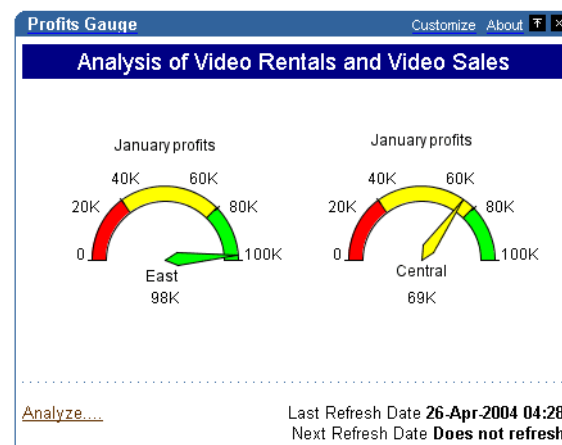 Profits Gauge Customize About
Analysis of Video Rentals and Video Sales
January profits January profits
40K 60K 40K 60K
20K 80K 20K 80K
0 100K 0 100K
East Central
98K 69K
Analyze.... Last Refresh Date 26-Apr-2004 04:28
Next Refresh Date Does not refresh